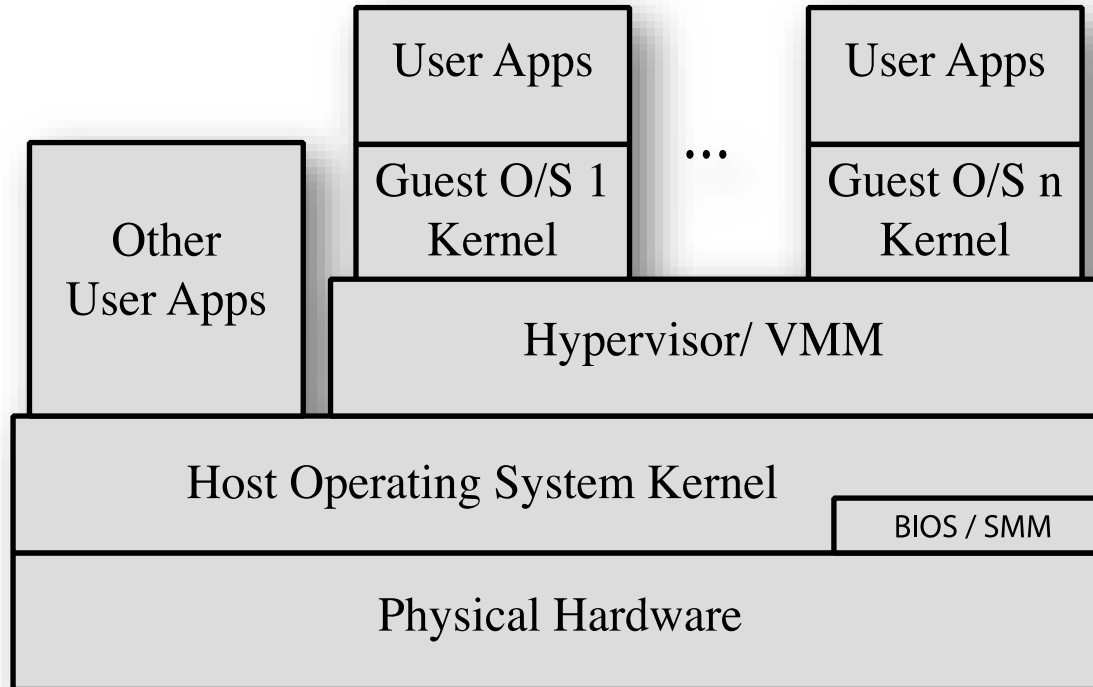 User Apps
User Apps
...
Guest O/S 1
Kernel
Guest O/S n
Kernel
Other
User Apps
Hypervisor/ VMM
Host Operating System Kernel
BIOS / SMM
Physical Hardware